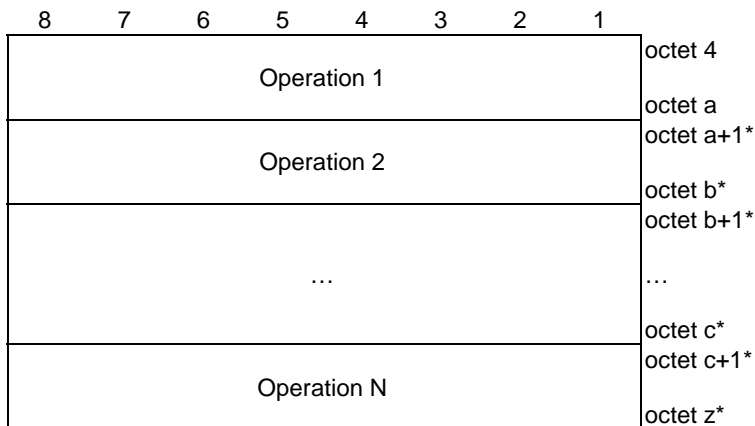 8 7 6 5 4 3 2 1
octet 4
Operation 1
octet a
octet a+1*
Operation 2
octet b*
octet b+1*
… …
octet c*
octet c+1*
Operation N
octet z*